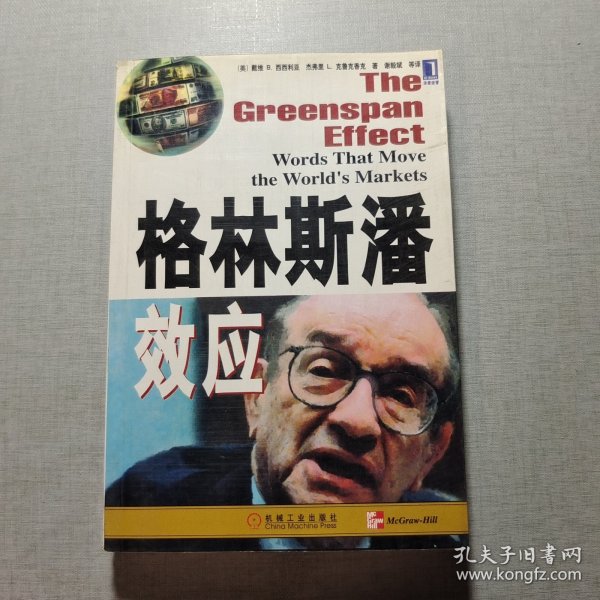 (美) 戴维 B. 西西利亚 杰弗里 L. 克鲁克香克 著 谢毅斌 等译
The
Greenspan
Effect
Words That Move
the World's Markets
格林斯潘
效应
机械工业出版社
China Machine Press
Mc
Graw
Hill
McGraw-Hill
孔夫子旧书网
www.kongfz.com